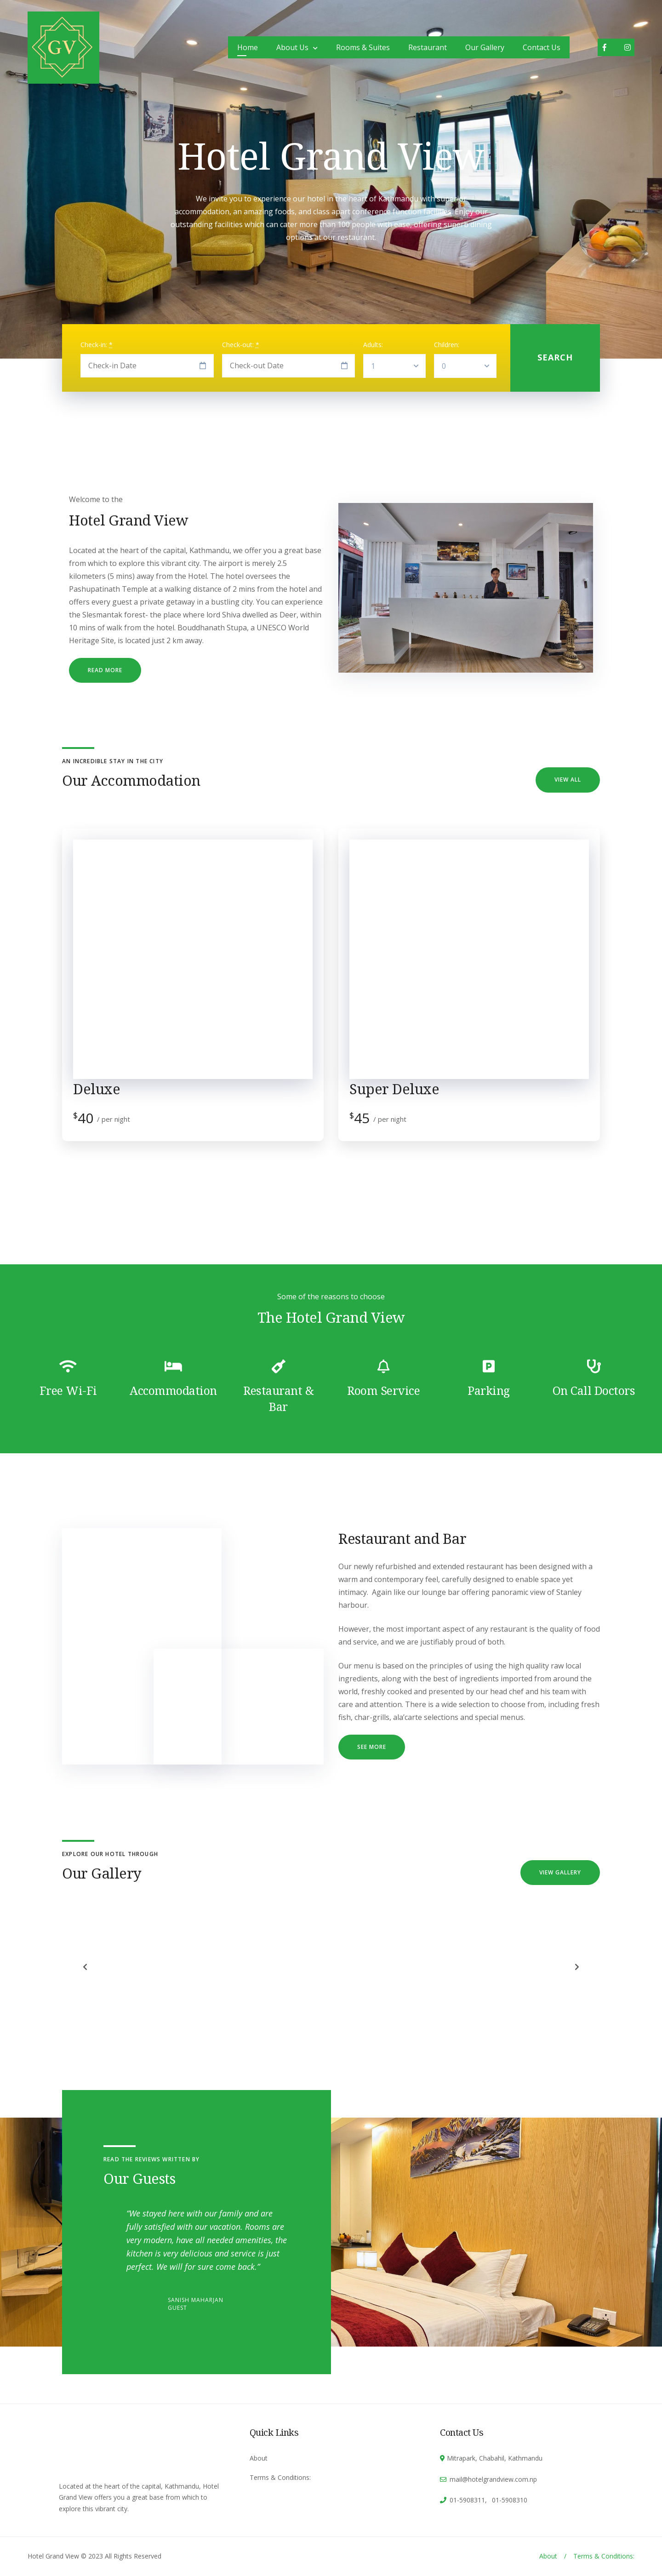 GV
Home
About Us
Rooms & Suites
Restaurant
Our Gallery
Contact Us
Hotel Grand View
We invite you to experience our hotel in the heart of Kathmandu with superior
accommodation, an amazing foods, and class apart conference function facilities. Enjoy our
outstanding facilities which can cater more than 100 people with ease, offering superb dining
options at our restaurant.
Check-in *
Check-out *
Adults:
Children:
Check-in Date
Check-out Date
1
0
SEARCH
Welcome to the
Hotel Grand View
Located at the heart of the capital, Kathmandu, we offer you a great base
from which to explore this vibrant city. The airport is merely 2.5
kilometers (5 mins) away from the Hotel. The hotel oversees the
Pashupatinath Temple at a walking distance of 2 mins from the hotel and
offers every guest a private getaway in a bustling city. You can experience
the Slesmantak forest- the place where lord Shiva dwelled as Deer, within
10 mins of walk from the hotel. Bouddhanath Stupa, a UNESCO World
Heritage Site, is located just 2 km away.
READ MORE
AN INCREDIBLE STAY IN THE CITY
Our Accommodation
VIEW ALL
Deluxe
$40 / per night
Super Deluxe
$45 / per night
Some of the reasons to choose
The Hotel Grand View
Free Wi-Fi
Accommodation
Restaurant &
Bar
Room Service
Parking
On Call Doctors
Restaurant and Bar
Our newly refurbished and extended restaurant has been designed with a
warm and contemporary feel, carefully designed to enable space yet
intimacy.  Again like our lounge bar offering panoramic view of Stanley
harbour.
However, the most important aspect of any restaurant is the quality of food
and service, and we are justifiably proud of both.
Our menu is based on the principles of using the high quality raw local
ingredients, along with the best of ingredients imported from around the
world, freshly cooked and presented by our head chef and his team with
care and attention. There is a wide selection to choose from, including fresh
fish, char-grills, ala’carte selections and special menus.
SEE MORE
EXPLORE OUR HOTEL THROUGH
Our Gallery
VIEW GALLERY
READ THE REVIEWS WRITTEN BY
Our Guests
“We stayed here with our family and are
fully satisfied with our vacation. Rooms are
very modern, have all needed amenities, the
kitchen is very delicious and service is just
perfect. We will for sure come back.”
SANISH MAHARJAN
GUEST
Located at the heart of the capital, Kathmandu, Hotel
Grand View offers you a great base from which to
explore this vibrant city.
Quick Links
About
Terms & Conditions:
Contact Us
Mitrapark, Chabahil, Kathmandu
mail@hotelgrandview.com.np
01-5908311,   01-5908310
Hotel Grand View © 2023 All Rights Reserved
About / Terms & Conditions: